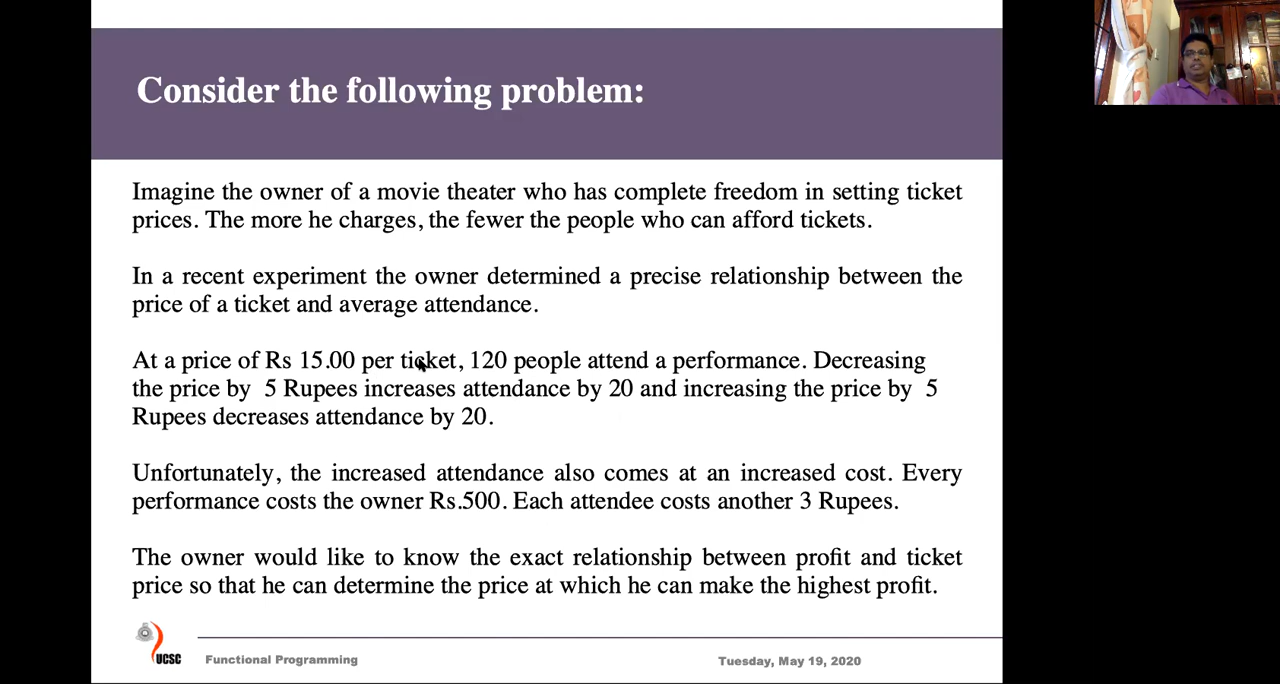 Consider the following problem:
Imagine the owner of a movie theater who has complete freedom in setting ticket
prices. The more he charges, the fewer the people who can afford tickets.
In a recent experiment the owner determined a precise relationship between the
price of a ticket and average attendance.
At a price of Rs 15.00 per ticket, 120 people attend a performance. Decreasing
the price by 5 Rupees increases attendance by 20 and increasing the price by 5
Rupees decreases attendance by 20.
Unfortunately, the increased attendance also comes at an increased cost. Every
performance costs the owner Rs.500. Each attendee costs another 3 Rupees.
The owner would like to know the exact relationship between profit and ticket
price so that he can determine the price at which he can make the highest profit.
UCSC
Functional Programming
Tuesday, May 19, 2020